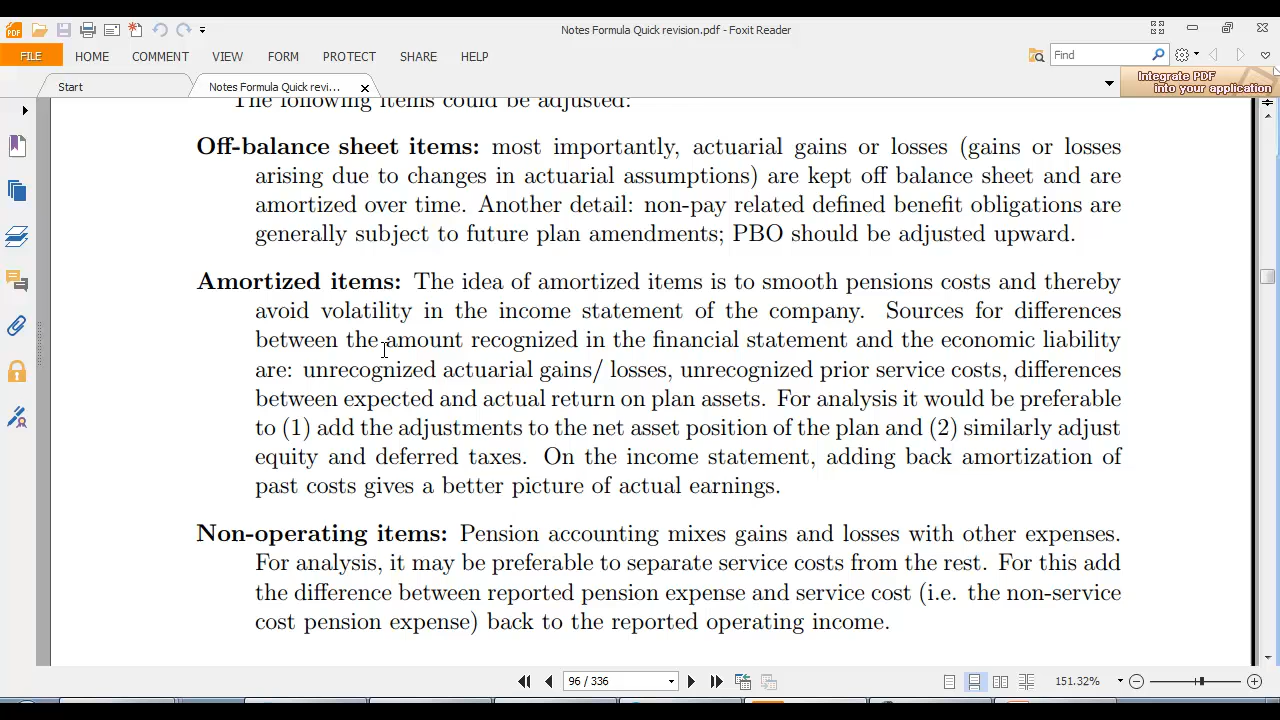 Notes Formula Quick revision.pdf - Foxit Reader
FILE HOME COMMENT VIEW FORM PROTECT SHARE HELP Find
Start Notes Formula Quick revi... Integrate PDF
into your application
The following items could be adjusted:
Off-balance sheet items: most importantly, actuarial gains or losses (gains or losses
arising due to changes in actuarial assumptions) are kept off balance sheet and are
amortized over time. Another detail: non-pay related defined benefit obligations are
generally subject to future plan amendments; PBO should be adjusted upward.
Amortized items: The idea of amortized items is to smooth pensions costs and thereby
avoid volatility in the income statement of the company. Sources for differences
between the amount recognized in the financial statement and the economic liability
are: unrecognized actuarial gains/ losses, unrecognized prior service costs, differences
between expected and actual return on plan assets. For analysis it would be preferable
to (1) add the adjustments to the net asset position of the plan and (2) similarly adjust
equity and deferred taxes. On the income statement, adding back amortization of
past costs gives a better picture of actual earnings.
Non-operating items: Pension accounting mixes gains and losses with other expenses.
For analysis, it may be preferable to separate service costs from the rest. For this add
the difference between reported pension expense and service cost (i.e. the non-service
cost pension expense) back to the reported operating income.
96 / 336 151.32%